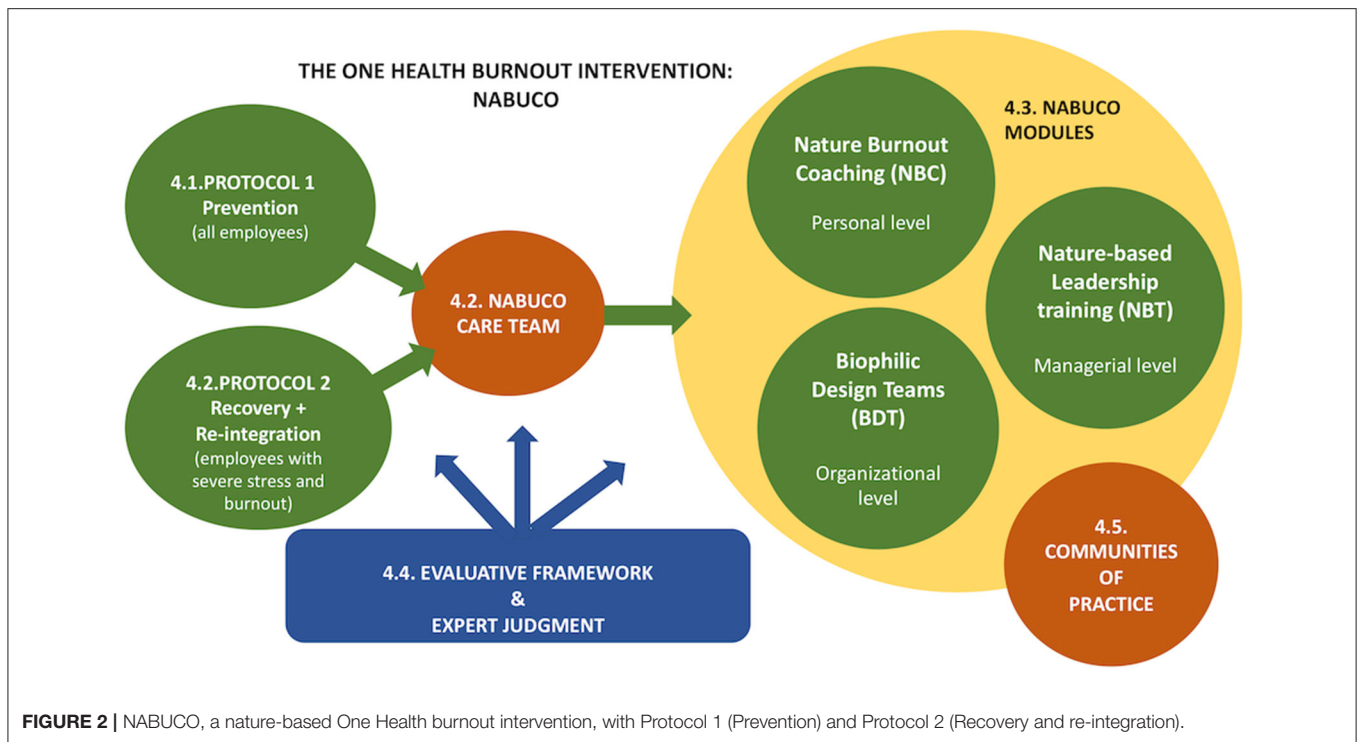 THE ONE HEALTH BURNOUT INTERVENTION:
NABUCO
4.1.PROTOCOL 1
Prevention
(all employees)
4.2.PROTOCOL 2
Recovery +
Re-integration
(employees with
severe stress and
burnout)
4.2. NABUCO
CARE TEAM
4.3. NABUCO
MODULES
Nature Burnout
Coaching (NBC)
Personal level
Nature-based
Leadership
training (NBT)
Managerial level
Biophilic
Design Teams
(BDT)
Organizational
level
4.4. EVALUATIVE FRAMEWORK
&
EXPERT JUDGMENT
4.5.
COMMUNITIES
OF
PRACTICE
FIGURE 2 | NABUCO, a nature-based One Health burnout intervention, with Protocol 1 (Prevention) and Protocol 2 (Recovery and re-integration).